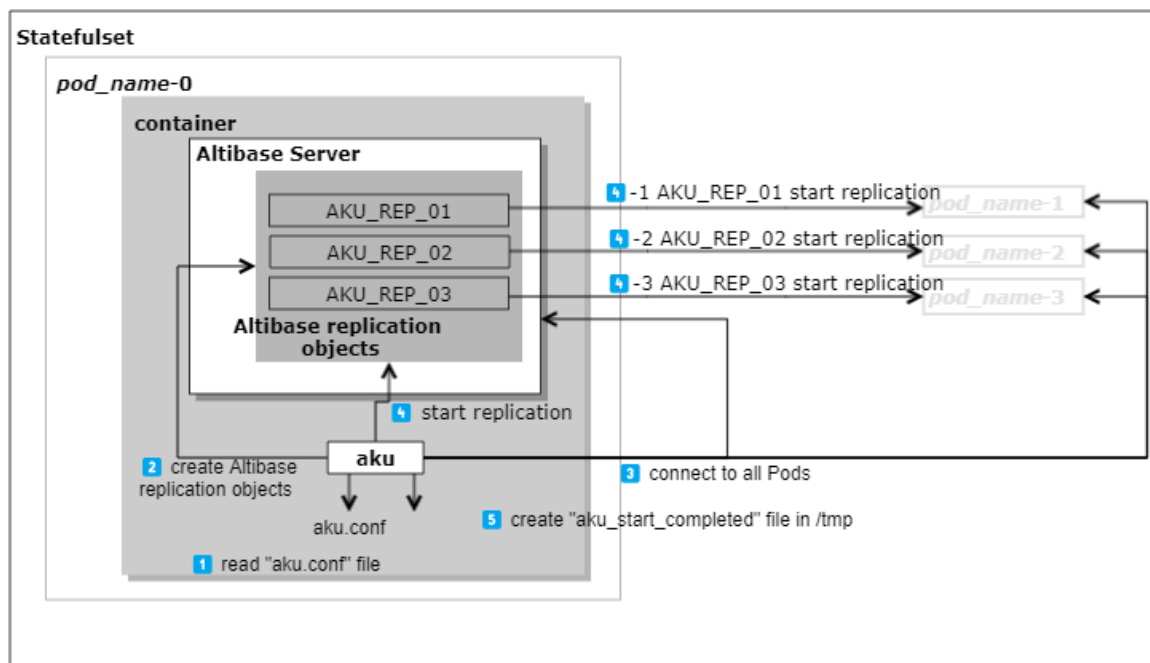 Statefulset
pod_name-0
container
Altibase Server
AKU_REP_01
AKU_REP_02
AKU_REP_03
Altibase replication
objects
4 -1 AKU_REP_01 start replication
pod_name-1
4 -2 AKU_REP_02 start replication
pod_name-2
4 -3 AKU_REP_03 start replication
pod_name-3
4 start replication
aku
2 create Altibase
replication objects
3 connect to all Pods
aku.conf
5 create "aku_start_completed" file in /tmp
1 read "aku.conf" file